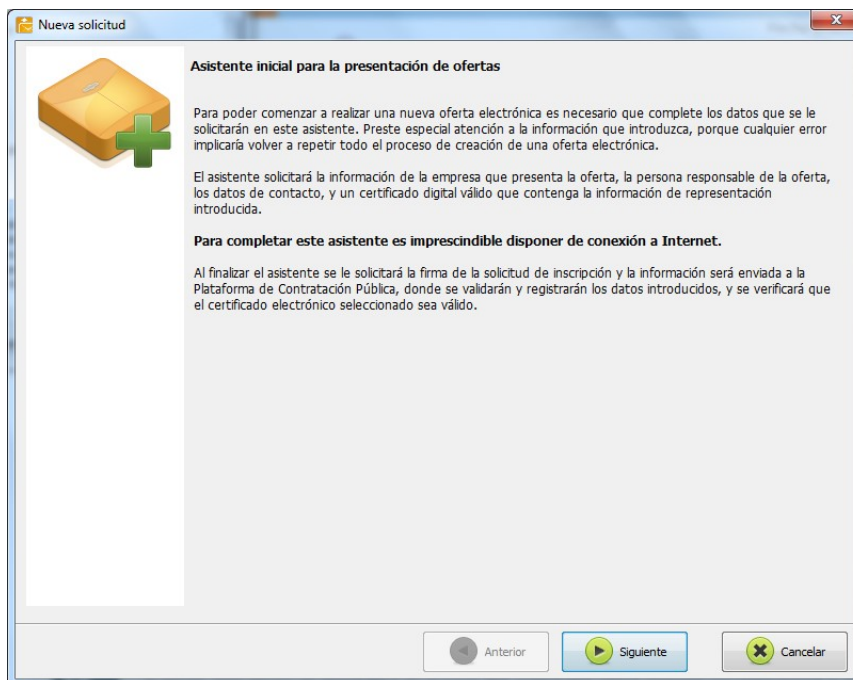 Nueva solicitud
Asistente inicial para la presentación de ofertas
Para poder comenzar a realizar una nueva oferta electrónica es necesario que complete los datos que se le
solicitarán en este asistente. Preste especial atención a la información que introduzca, porque cualquier error
implicaría volver a repetir todo el proceso de creación de una oferta electrónica.
El asistente solicitará la información de la empresa que presenta la oferta, la persona responsable de la oferta,
los datos de contacto, y un certificado digital válido que contenga la información de representación
introducida.
Para completar este asistente es imprescindible disponer de conexión a Internet.
Al finalizar el asistente se le solicitará la firma de la solicitud de inscripción y la información será enviada a la
Plataforma de Contratación Pública, donde se validarán y registrarán los datos introducidos, y se verificará que
el certificado electrónico seleccionado sea válido.
Anterior Siguiente Cancelar